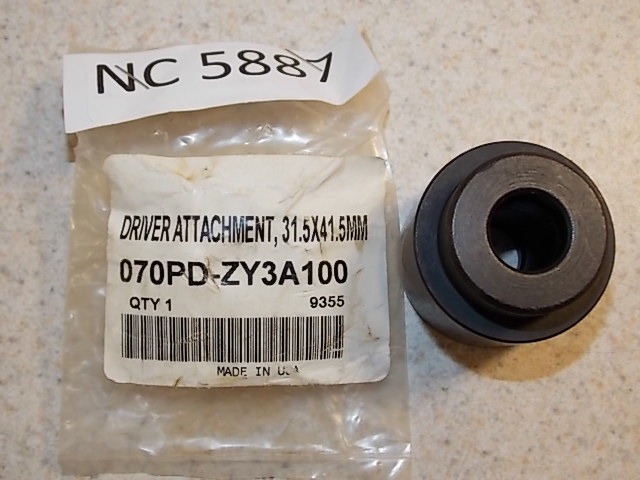 NC 5887
DRIVER ATTACHMENT, 31.5X41.5MM
070PD-ZY3A100
QTY 1 9355
MADE IN USA